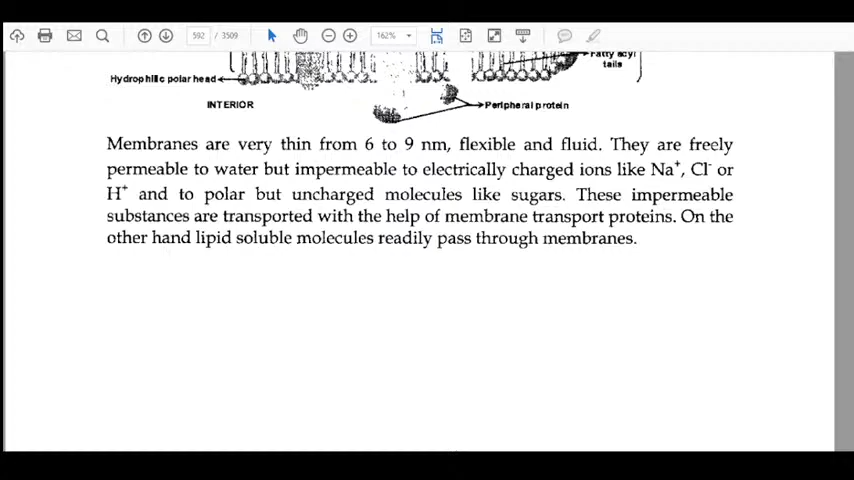 592 / 3509 162%
Fatty acyl
tails
Hydrophilic polar head
INTERIOR
Peripheral protein
Membranes are very thin from 6 to 9 nm, flexible and fluid. They are freely
permeable to water but impermeable to electrically charged ions like Na⁺, Cl⁻ or
H⁺ and to polar but uncharged molecules like sugars. These impermeable
substances are transported with the help of membrane transport proteins. On the
other hand lipid soluble molecules readily pass through membranes.